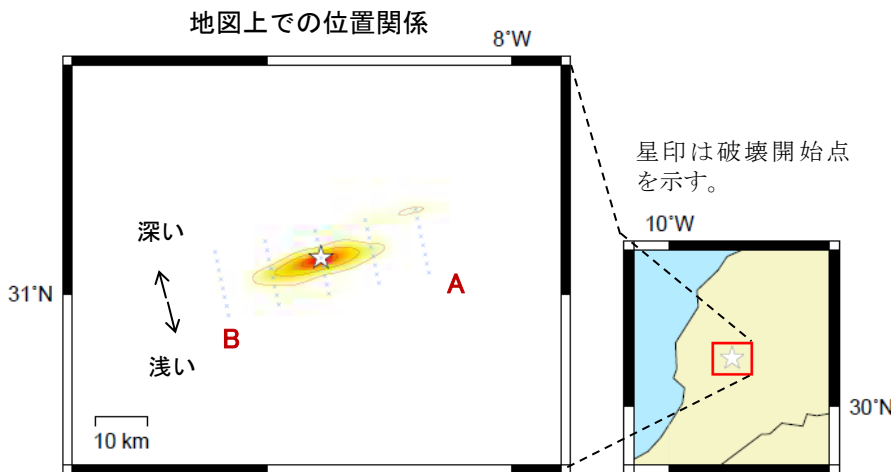 地図上での位置関係
8°W
深い
31°N
A
B
浅い
10 km
星印は破壊開始点
を示す。
10°W
30°N